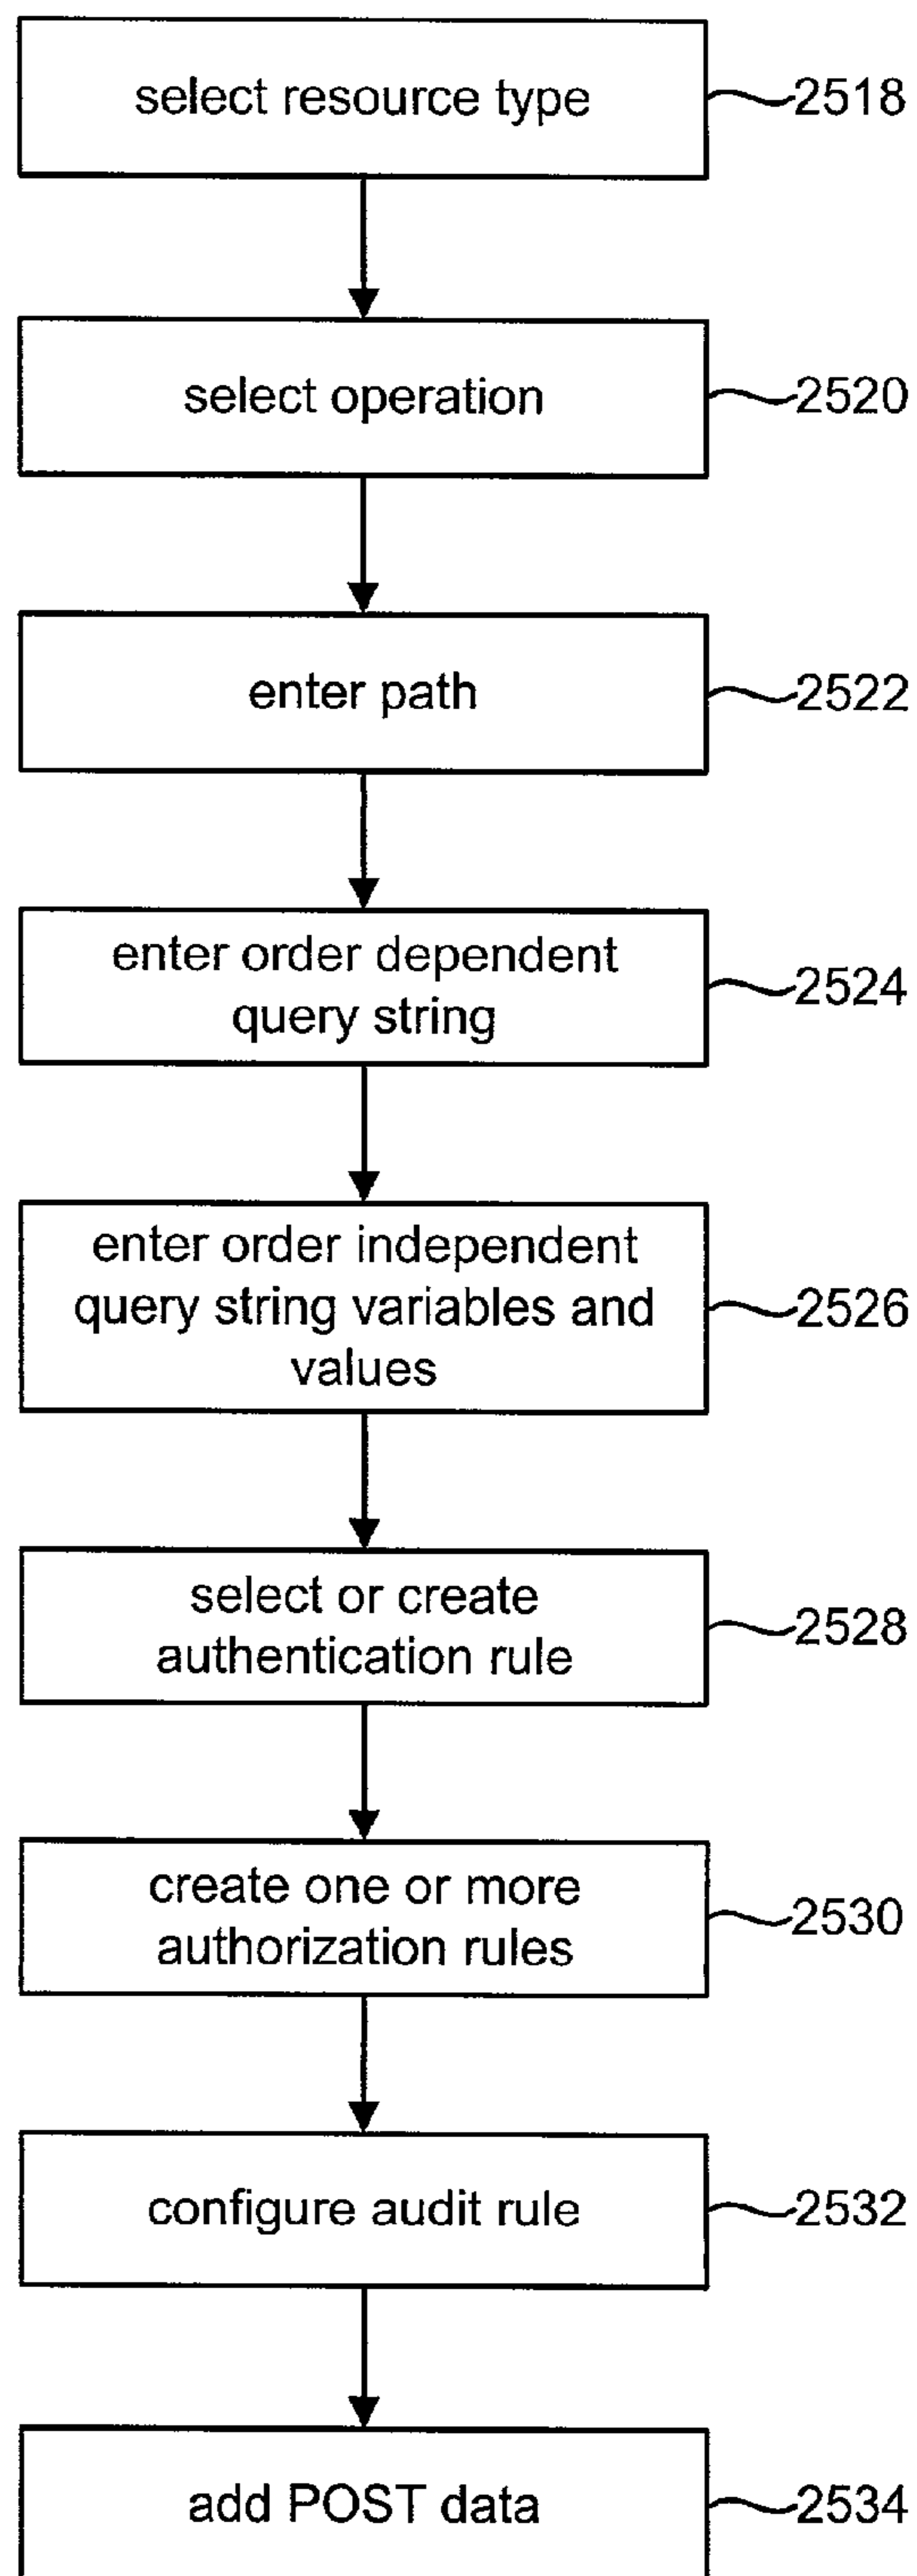 select resource type
2518
select operation
2520
enter path
2522
enter order dependent
query string
2524
enter order independent
query string variables and
values
2526
select or create
authentication rule
2528
create one or more
authorization rules
2530
configure audit rule
2532
add POST data
2534